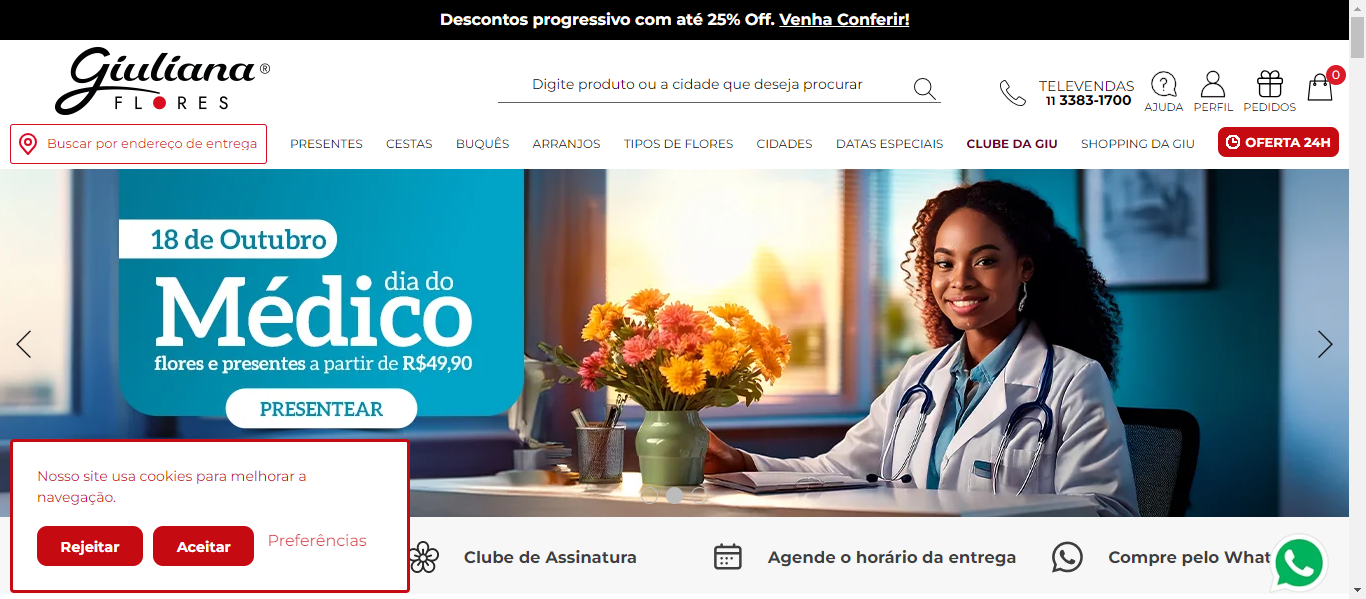 Descontos progressivo com até 25% Off. Venha Conferir!
Giuliana®
FLORES
Digite produto ou a cidade que deseja procurar
TELEVENDAS
11 3383-1700
AJUDA
PERFIL
PEDIDOS
0
Buscar por endereço de entrega
PRESENTES
CESTAS
BUQUÊS
ARRANJOS
TIPOS DE FLORES
CIDADES
DATAS ESPECIAIS
CLUBE DA GIU
SHOPPING DA GIU
OFERTA 24H
18 de Outubro
dia do
Médico
flores e presentes a partir de R$49,90
PRESENTEAR
Nosso site usa cookies para melhorar a
navegação.
Rejeitar
Aceitar
Preferências
Clube de Assinatura
Agende o horário da entrega
Compre pelo What